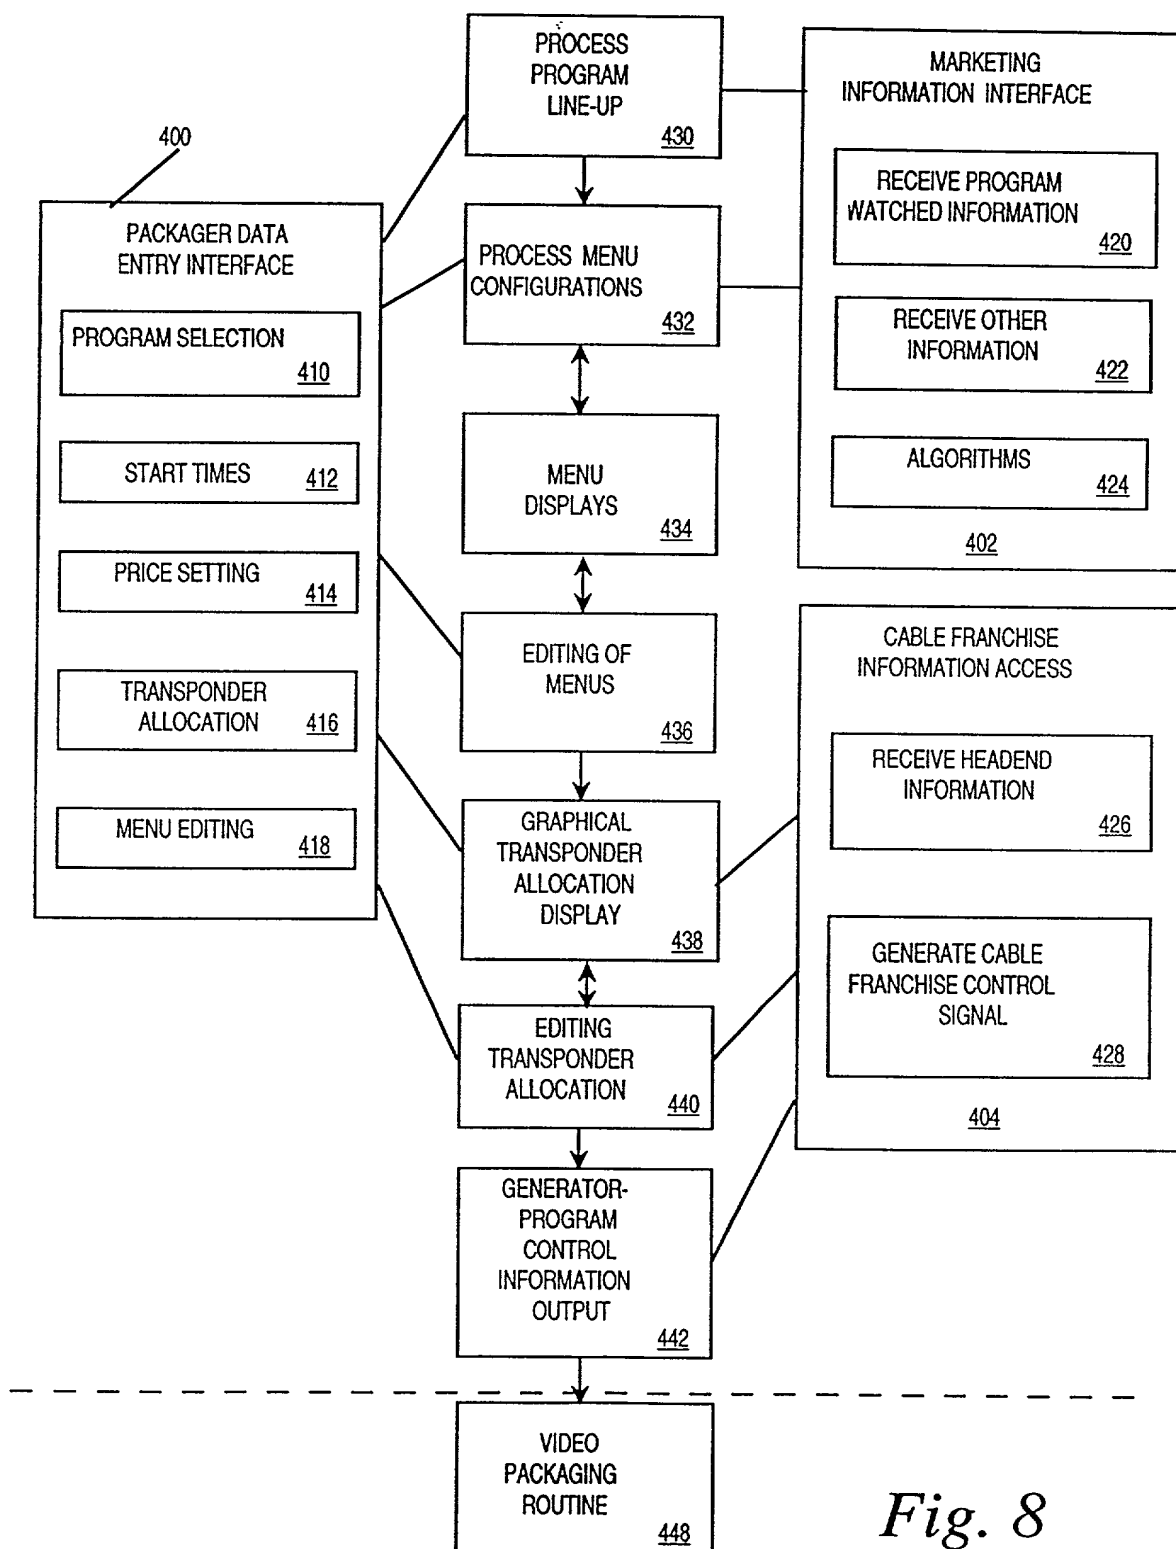 400
PACKAGER DATA
ENTRY INTERFACE
PROGRAM SELECTION
410
START TIMES
412
PRICE SETTING
414
TRANSPONDER
ALLOCATION
416
MENU EDITING
418
PROCESS
PROGRAM
LINE-UP
430
PROCESS MENU
CONFIGURATIONS
432
MENU
DISPLAYS
434
EDITING OF
MENUS
436
GRAPHICAL
TRANSPONDER
ALLOCATION
DISPLAY
438
EDITING
TRANSPONDER
ALLOCATION
440
GENERATOR-
PROGRAM
CONTROL
INFORMATION
OUTPUT
442
VIDEO
PACKAGING
ROUTINE
448
MARKETING
INFORMATION INTERFACE
RECEIVE PROGRAM
WATCHED INFORMATION
420
RECEIVE OTHER
INFORMATION
422
ALGORITHMS
424
402
CABLE FRANCHISE
INFORMATION ACCESS
RECEIVE HEADEND
INFORMATION
426
GENERATE CABLE
FRANCHISE CONTROL
SIGNAL
428
404
Fig. 8